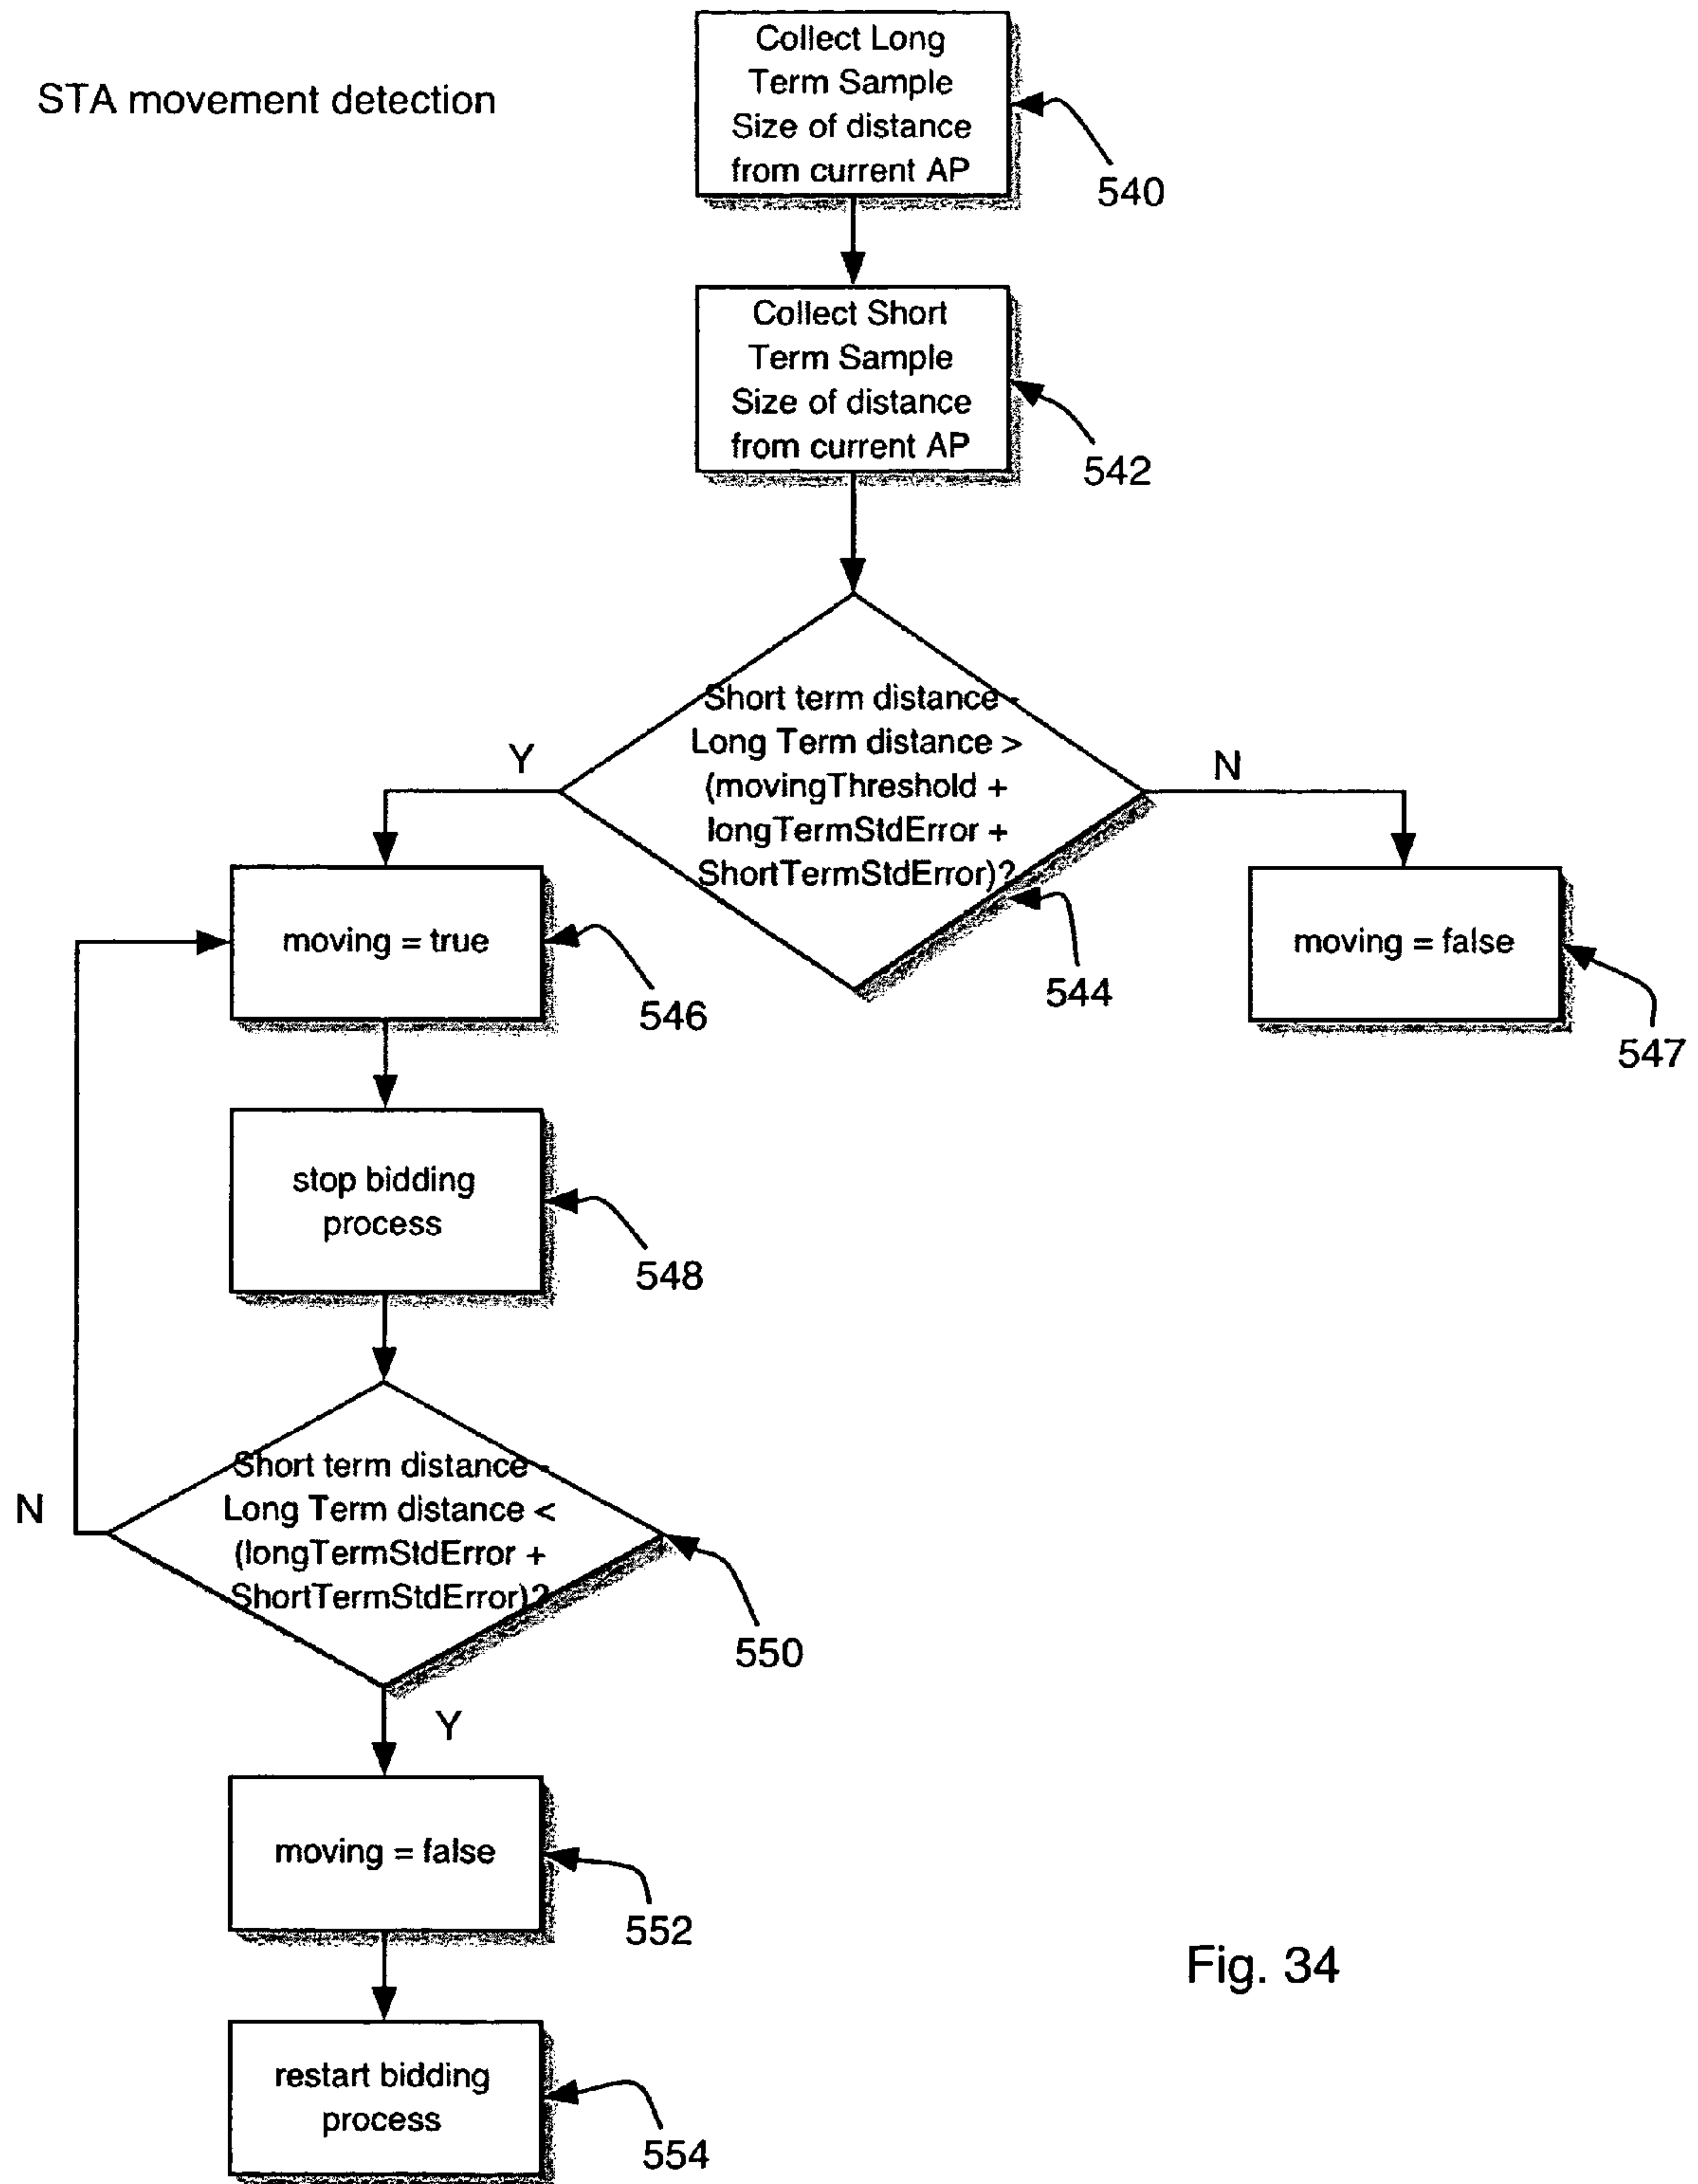 STA movement detection
Collect Long
Term Sample
Size of distance
from current AP
540
Collect Short
Term Sample
Size of distance
from current AP
542
Short term distance -
Long Term distance >
(movingThreshold +
longTermStdError +
ShortTermStdError)?
544
Y
N
moving = true
546
moving = false
547
stop bidding
process
548
Short term distance -
Long Term distance <
(longTermStdError +
ShortTermStdError)?
550
N
Y
moving = false
552
restart bidding
process
554
Fig. 34